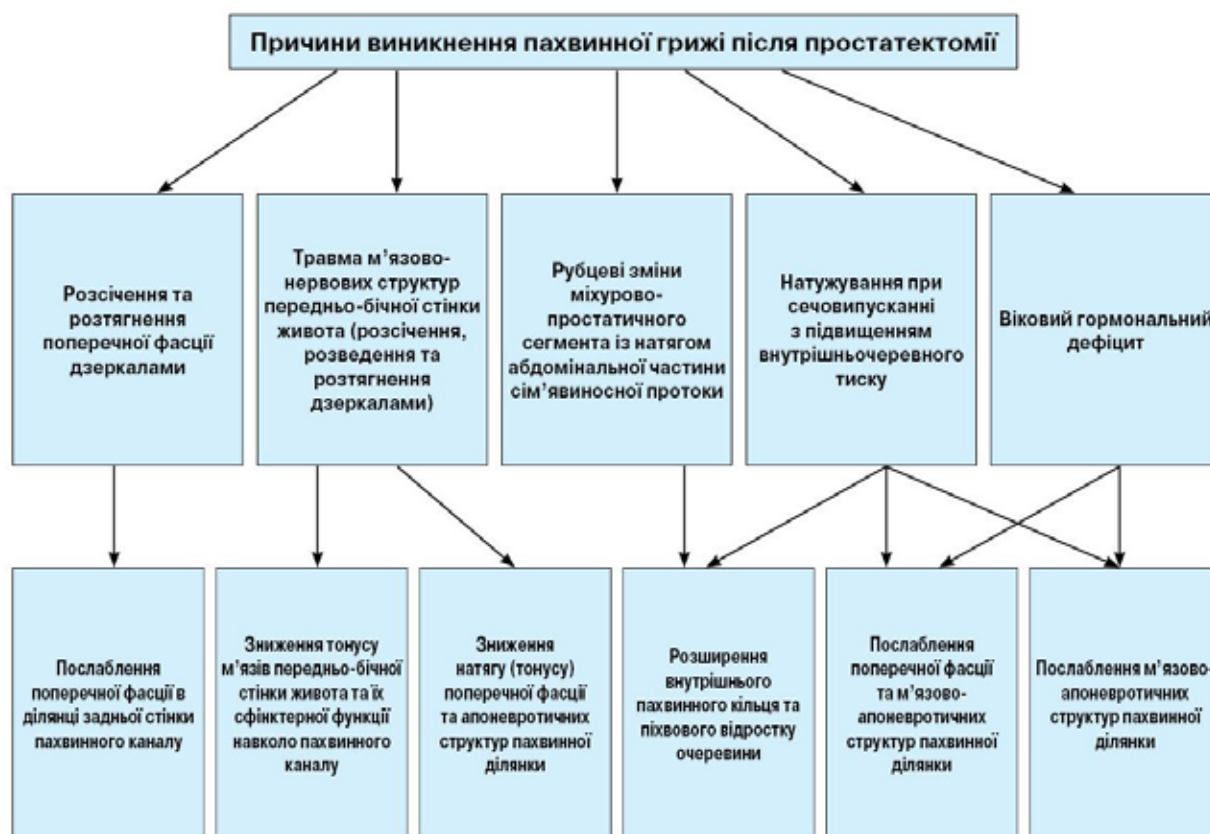 Причини виникнення пахвинної грижі після простатектомії
Розсічення та
розтягнення
поперечної фасції
дзеркалами
Травма м’язово-
нервових структур
передньо-бічної стінки
живота (розсічення,
розведення та
розтягнення
дзеркалами)
Рубцеві зміни
міхурово-
простатичного
сегмента із натягом
абдомінальної частини
сім’явиносної протоки
Натужування при
сечовипусканні
з підвищенням
внутрішньочеревного
тиску
Віковий гормональний
дефіцит
Послаблення
поперечної фасції в
ділянці задньої стінки
пахвинного каналу
Зниження тонусу
м’язів передньо-бічної
стінки живота та їх
сфінктерної функції
навколо пахвинного
каналу
Зниження
натягу (тонусу)
поперечної фасції
та апоневротичних
структур пахвинної
ділянки
Розширення
внутрішнього
пахвинного кільця та
піхвового відростку
очеревини
Послаблення
поперечної фасції
та м’язово-
апоневротичних
структур пахвинної
ділянки
Послаблення м’язово-
апоневротичних
структур пахвинної
ділянки